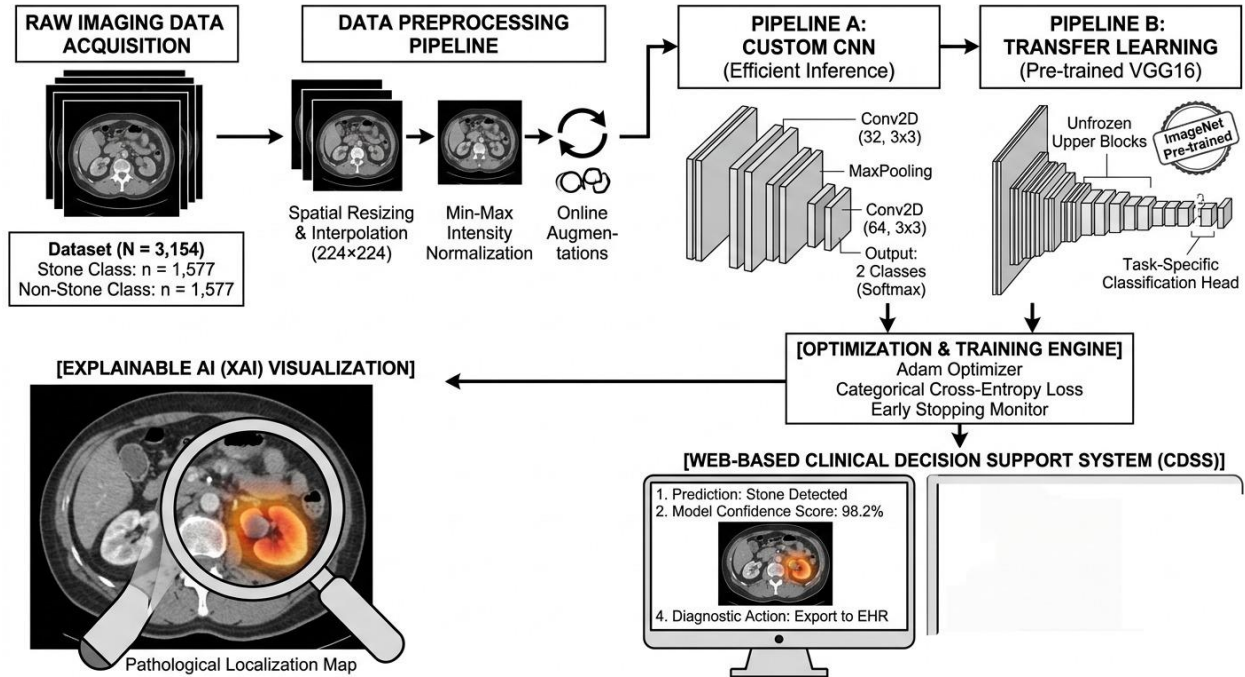 RAW IMAGING DATA
ACQUISITION
Dataset (N = 3,154)
Stone Class: n = 1,577
Non-Stone Class: n = 1,577
DATA PREPROCESSING
PIPELINE
Spatial Resizing
& Interpolation
(224×224)
Min-Max
Intensity
Normalization
Online
Augmen-
tations
PIPELINE A:
CUSTOM CNN
(Efficient Inference)
Conv2D
(32, 3x3)
MaxPooling
Conv2D
(64, 3x3)
Output:
2 Classes
(Softmax)
PIPELINE B:
TRANSFER LEARNING
(Pre-trained VGG16)
Unfrozen
Upper Blocks
ImageNet
Pre-trained
Task-Specific
Classification Head
[OPTIMIZATION & TRAINING ENGINE]
Adam Optimizer
Categorical Cross-Entropy Loss
Early Stopping Monitor
[EXPLAINABLE AI (XAI) VISUALIZATION]
Pathological Localization Map
[WEB-BASED CLINICAL DECISION SUPPORT SYSTEM (CDSS)]
1. Prediction: Stone Detected
2. Model Confidence Score: 98.2%
4. Diagnostic Action: Export to EHR